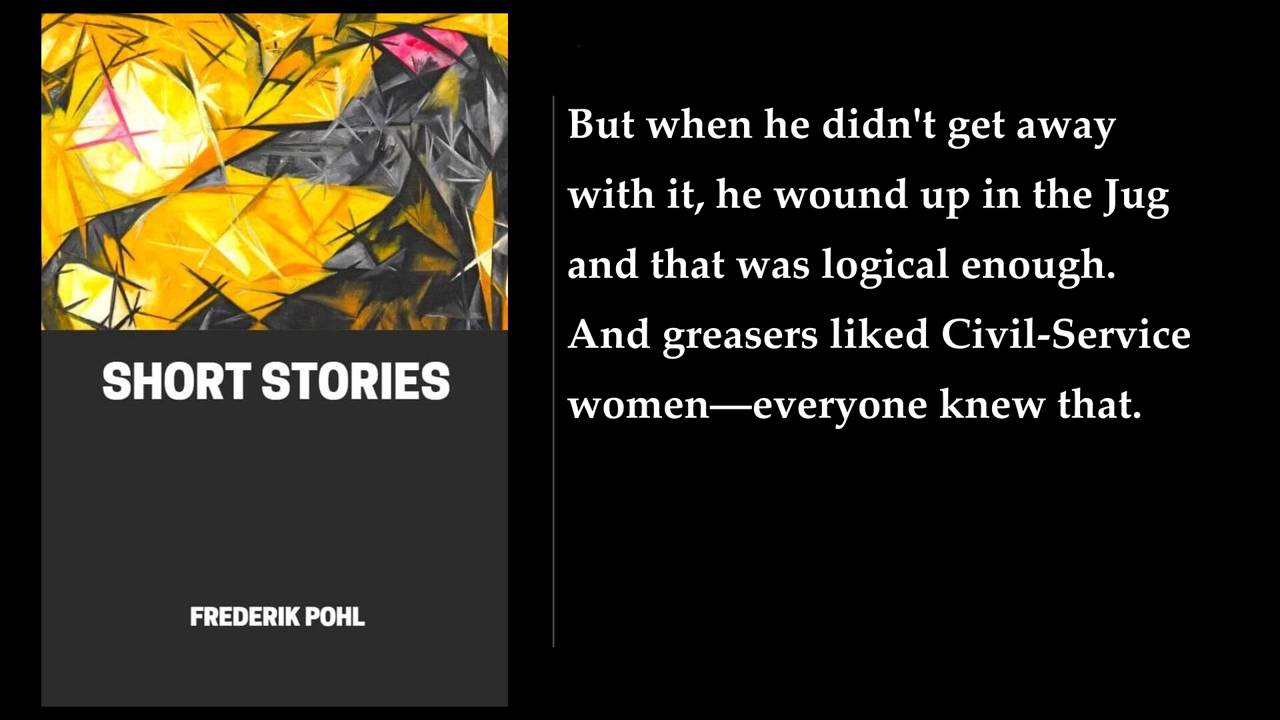 SHORT STORIES
FREDERIK POHL
But when he didn't get away
with it, he wound up in the Jug
and that was logical enough.
And greasers liked Civil-Service
women—everyone knew that.